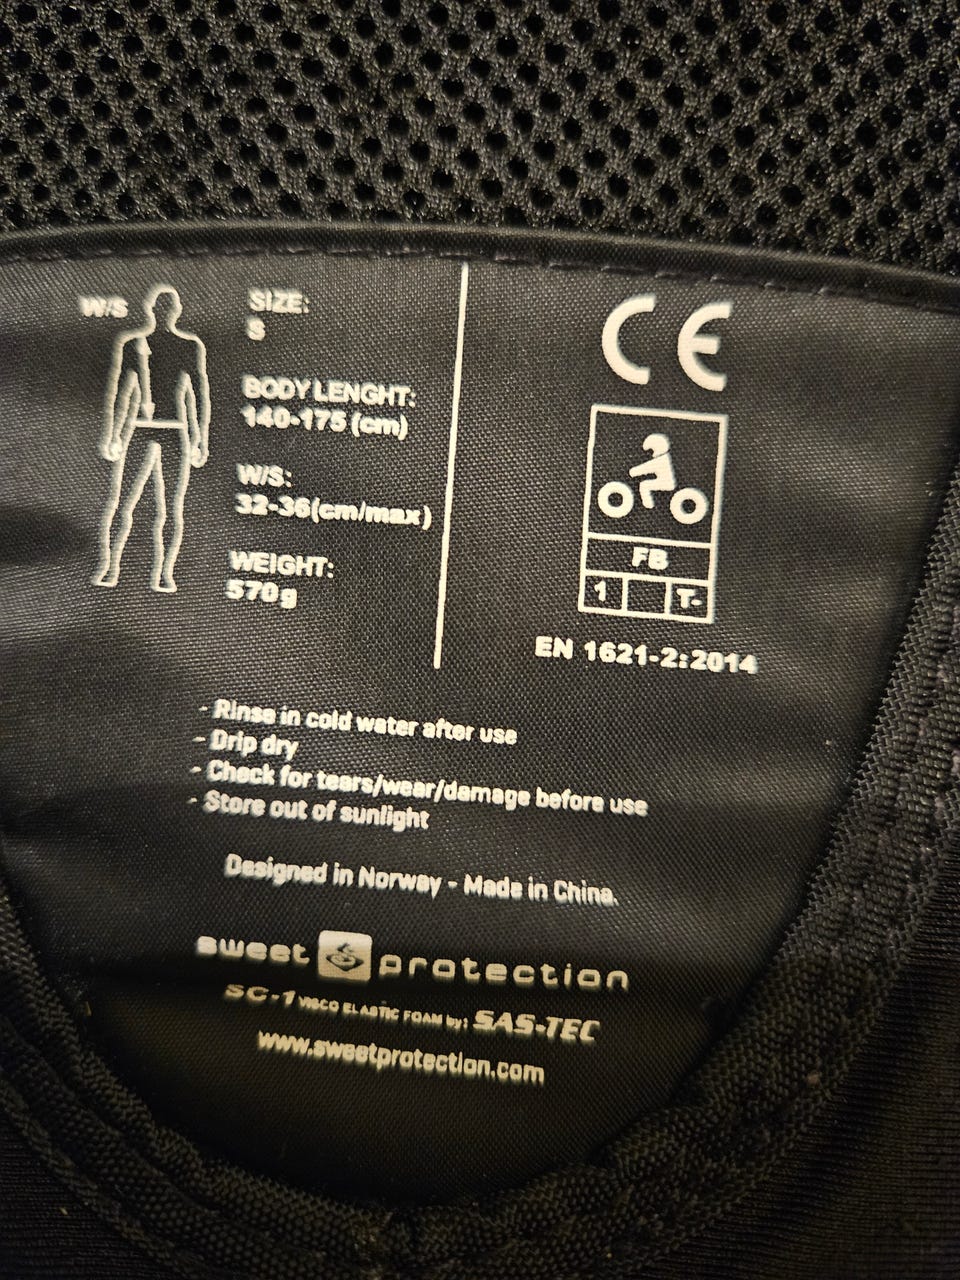 W/S
SIZE:
S
BODY LENGHT:
140-175 (cm)
W/S:
32-36(cm/max)
WEIGHT:
570g
CE
FB
1 T-
EN 1621-2:2014
- Rinse in cold water after use
- Drip dry
- Check for tears/wear/damage before use
- Store out of sunlight
Designed in Norway - Made in China.
sweet protection
SC-1 VISCO ELASTIC FOAM by: SAS-TEC
www.sweetprotection.com